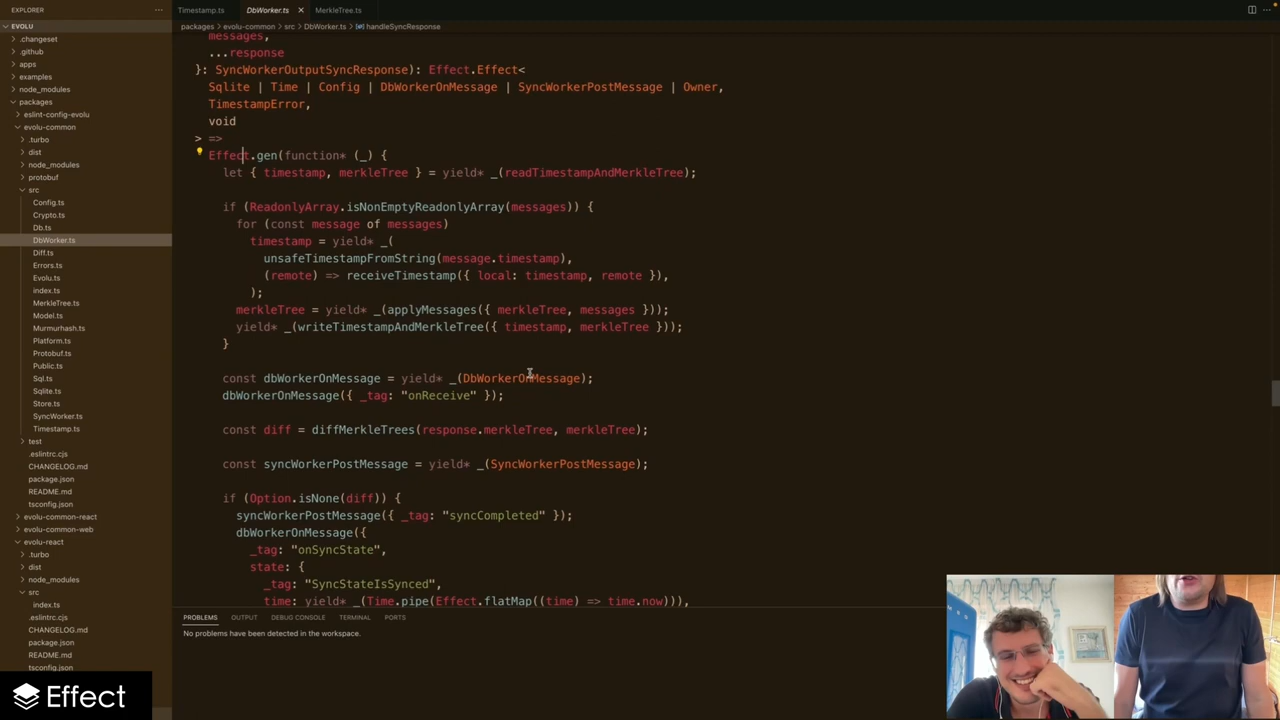 EXPLORER
···
Timestamp.ts
DbWorker.ts
×
MerkleTree.ts
···
EVOLU
packages > evolu-common > src > DbWorker.ts > handleSyncResponse
.changeset
.github
apps
examples
node_modules
packages
eslint-config-evolu
evolu-common
.turbo
dist
node_modules
protobuf
src
Config.ts
Crypto.ts
Db.ts
DbWorker.ts
Diff.ts
Errors.ts
Evolu.ts
index.ts
MerkleTree.ts
Model.ts
Murmurhash.ts
Platform.ts
Protobuf.ts
Public.ts
Sql.ts
Sqlite.ts
Store.ts
SyncWorker.ts
Timestamp.ts
test
.eslintrc.cjs
CHANGELOG.md
package.json
README.md
tsconfig.json
evolu-common-react
evolu-common-web
evolu-react
.turbo
dist
node_modules
src
index.ts
.eslintrc.cjs
CHANGELOG.md
package.json
README.md
tsconfig.json
messages,
...response
}: SyncWorkerOutputSyncResponse): Effect.Effect<
Sqlite | Time | Config | DbWorkerOnMessage | SyncWorkerPostMessage | Owner,
TimestampError,
void
> =>
Effect.gen(function* (_) {
let { timestamp, merkleTree } = yield* _(readTimestampAndMerkleTree);
if (ReadonlyArray.isNonEmptyReadonlyArray(messages)) {
for (const message of messages)
timestamp = yield* _(
unsafeTimestampFromString(message.timestamp),
(remote) => receiveTimestamp({ local: timestamp, remote }),
);
merkleTree = yield* _(applyMessages({ merkleTree, messages }));
yield* _(writeTimestampAndMerkleTree({ timestamp, merkleTree }));
}
const dbWorkerOnMessage = yield* _(DbWorkerOnMessage);
dbWorkerOnMessage({ _tag: "onReceive" });
const diff = diffMerkleTrees(response.merkleTree, merkleTree);
const syncWorkerPostMessage = yield* _(SyncWorkerPostMessage);
if (Option.isNone(diff)) {
syncWorkerPostMessage({ _tag: "syncCompleted" });
dbWorkerOnMessage({
_tag: "onSyncState",
state: {
_tag: "SyncStateIsSynced",
time: yield* _(Time.pipe(Effect.flatMap((time) => time.now))),
PROBLEMS OUTPUT DEBUG CONSOLE TERMINAL PORTS
No problems have been detected in the workspace.
Effect